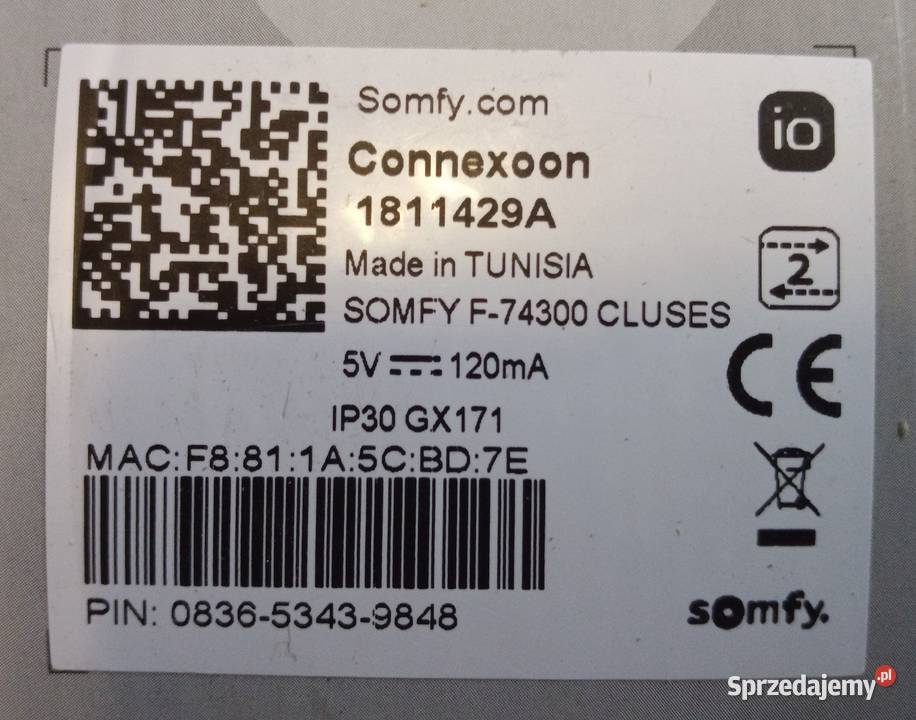 Somfy.com
io
Connexoon
1811429A
Made in TUNISIA
2
SOMFY F-74300 CLUSES
5V 120mA
CE
IP30 GX171
MAC:F8:81:1A:5C:BD:7E
PIN: 0836-5343-9848
somfy.
Sprzedajemy.pl